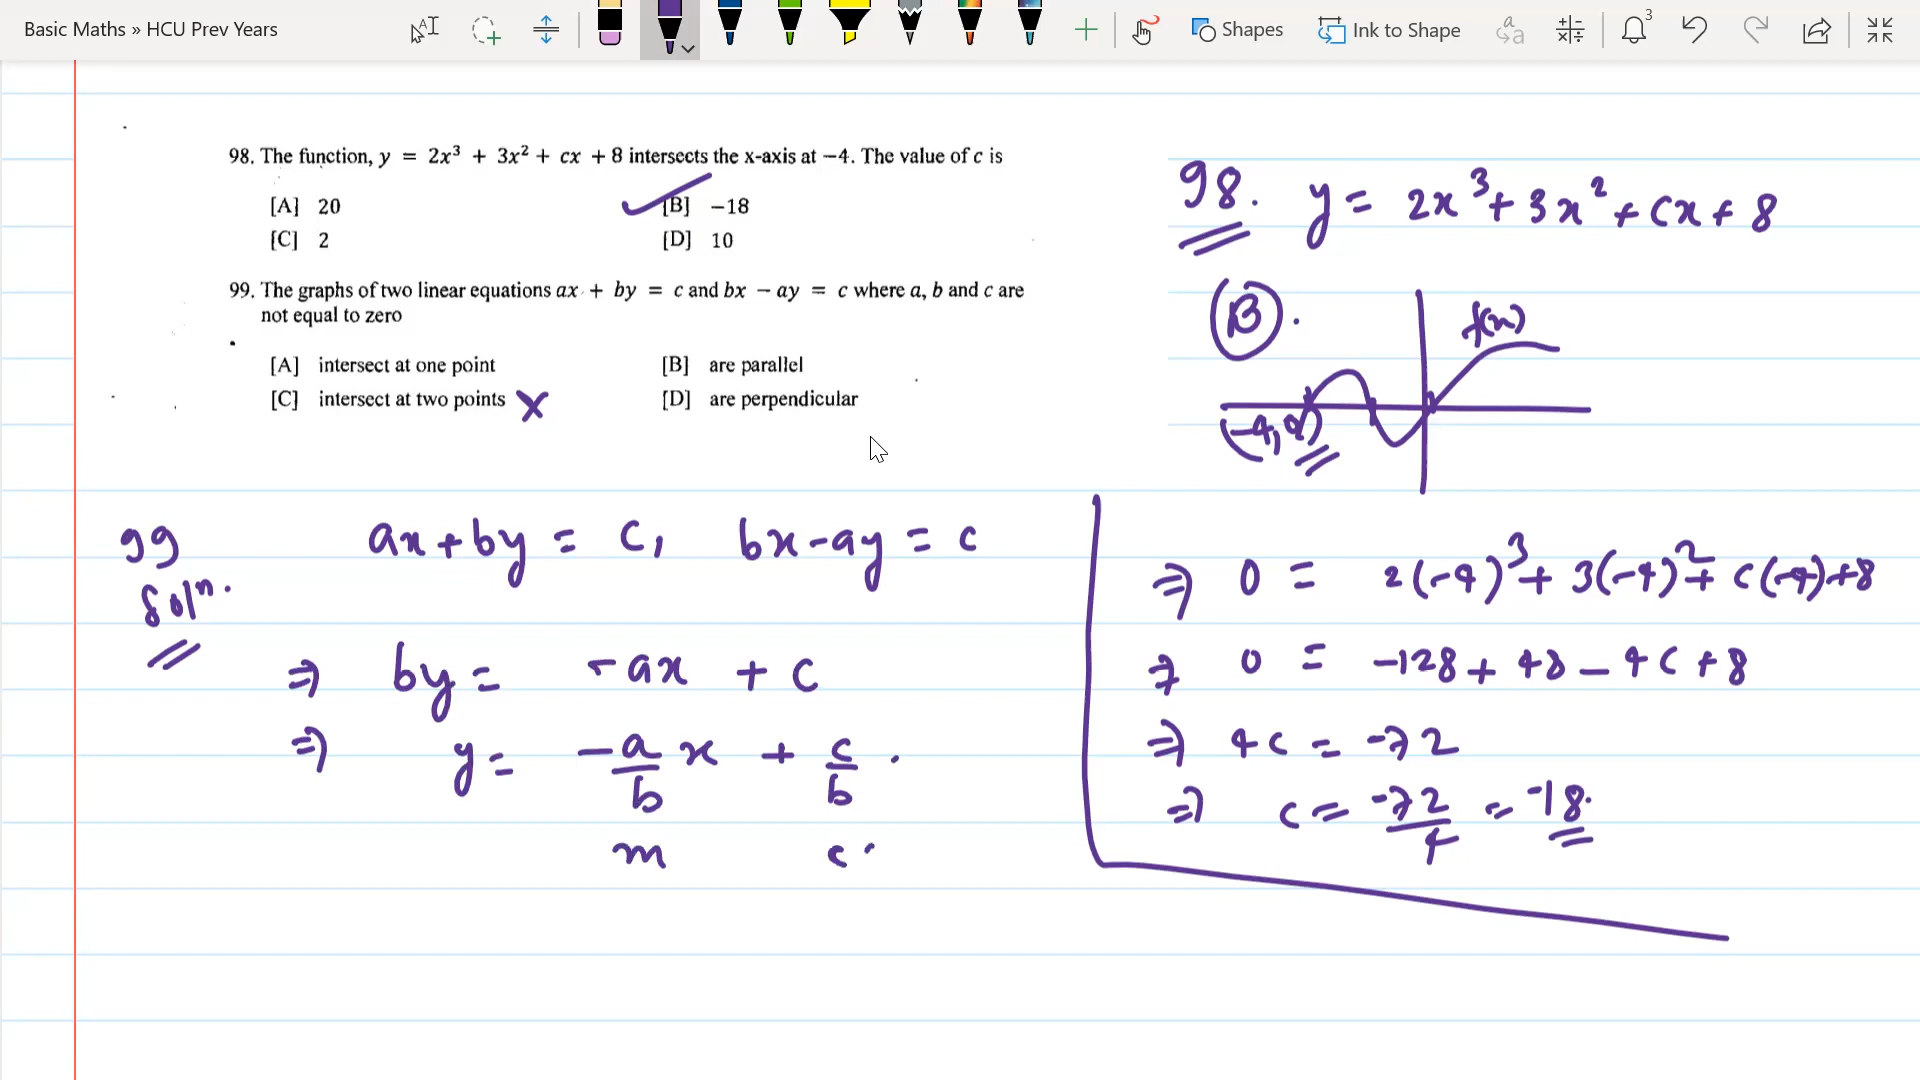 Basic Maths » HCU Prev Years
Shapes
Ink to Shape
3
98. The function, y = 2x³ + 3x² + cx + 8 intersects the x-axis at −4. The value of c is
[A] 20
[B] −18
[C] 2
[D] 10
99. The graphs of two linear equations ax + by = c and bx − ay = c where a, b and c are
not equal to zero
[A] intersect at one point
[B] are parallel
[C] intersect at two points X
[D] are perpendicular
98. y = 2x³ + 3x² + cx + 8
(B).
f(x)
(-4, 0)
99
Soln.
ax + by = c, bx - ay = c
⇒ by = -ax + c
⇒ y = -a/b x + c/b .
m c.
⇒ 0 = 2(-4)³ + 3(-4)² + c(-4) + 8
⇒ 0 = -128 + 48 - 4c + 8
⇒ 4c = -72
⇒ c = -72/4 = -18.